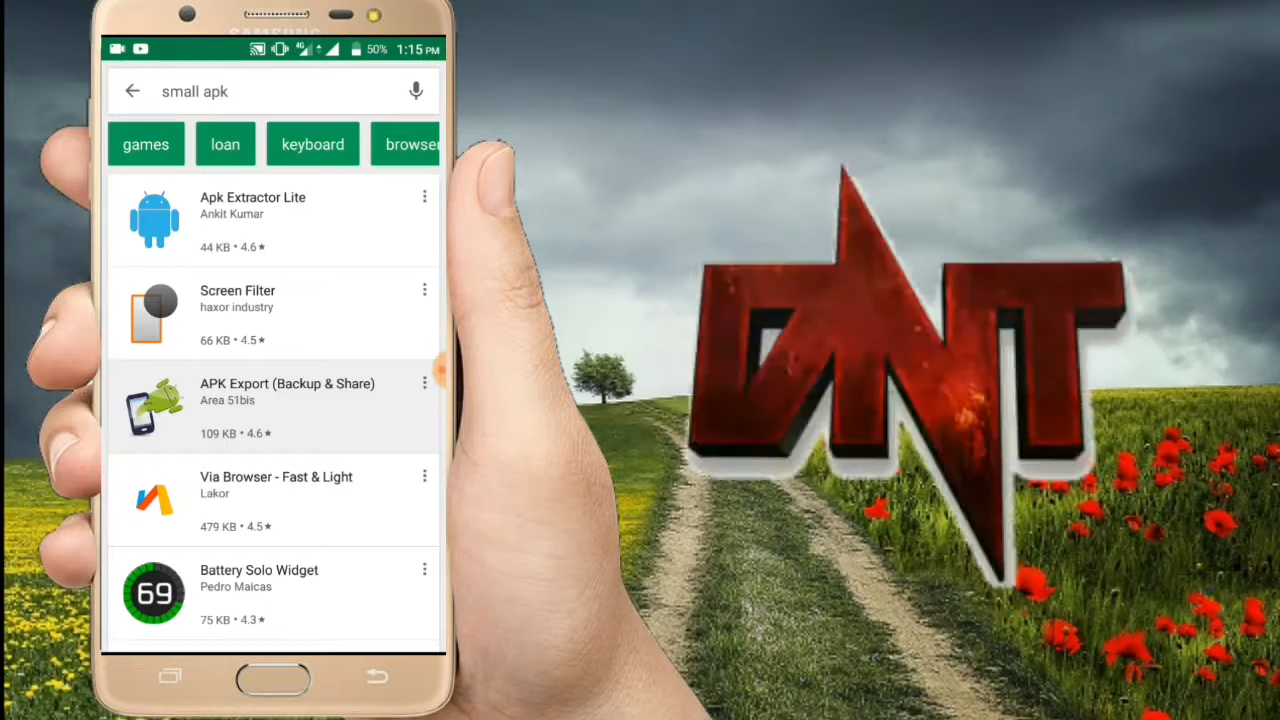 SAMSUNG
50% 1:15 PM
small apk
games loan keyboard browser
Apk Extractor Lite
Ankit Kumar
44 KB • 4.6★
Screen Filter
haxor industry
66 KB • 4.5★
APK Export (Backup & Share)
Area 51bis
109 KB • 4.6★
Via Browser - Fast & Light
Lakor
479 KB • 4.5★
69
Battery Solo Widget
Pedro Maicas
75 KB • 4.3★
DNT